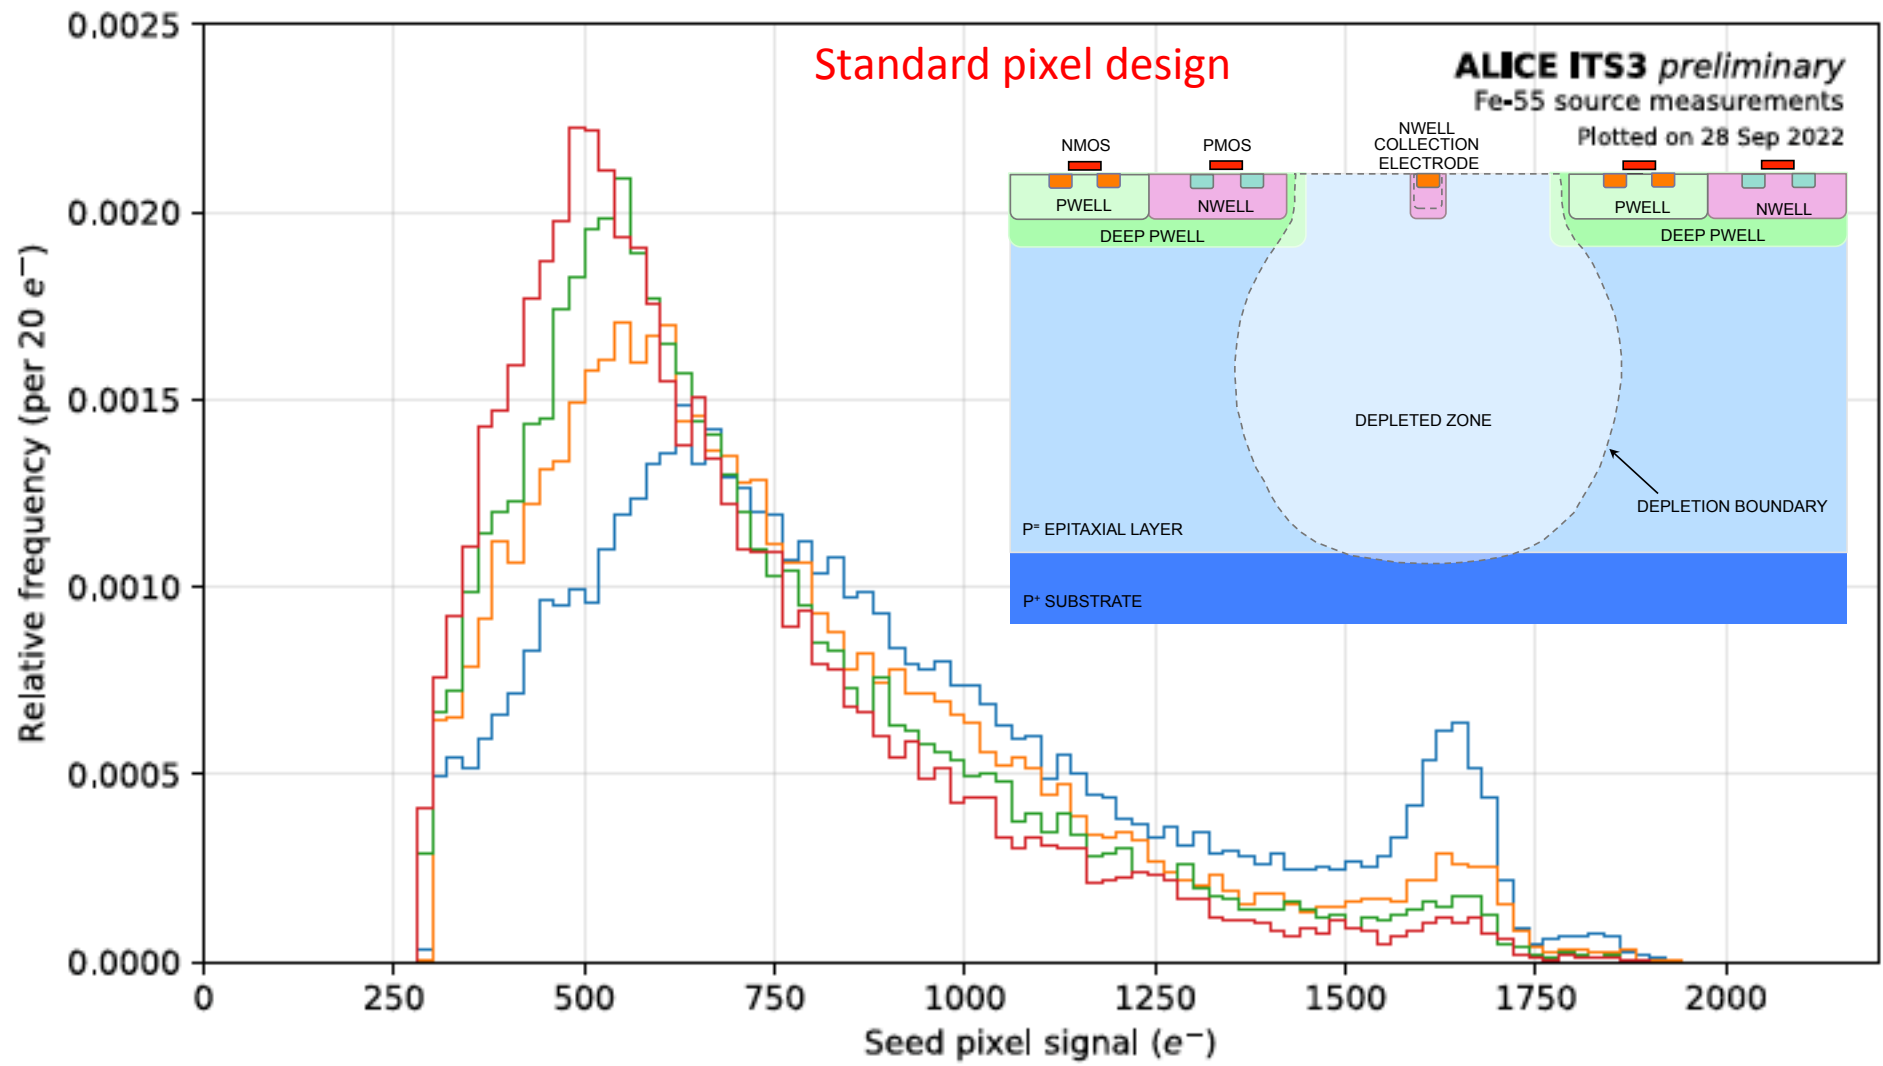 Standard pixel design
ALICE ITS3 preliminary
Fe-55 source measurements
Plotted on 28 Sep 2022
NMOS
PMOS
NWELL
COLLECTION
ELECTRODE
PWELL
NWELL
PWELL
NWELL
DEEP PWELL
DEEP PWELL
DEPLETED ZONE
DEPLETION BOUNDARY
P= EPITAXIAL LAYER
P+ SUBSTRATE
Relative frequency (per 20 e−)
0.0025
0.0020
0.0015
0.0010
0.0005
0.0000
0 250 500 750 1000 1250 1500 1750 2000
Seed pixel signal (e−)